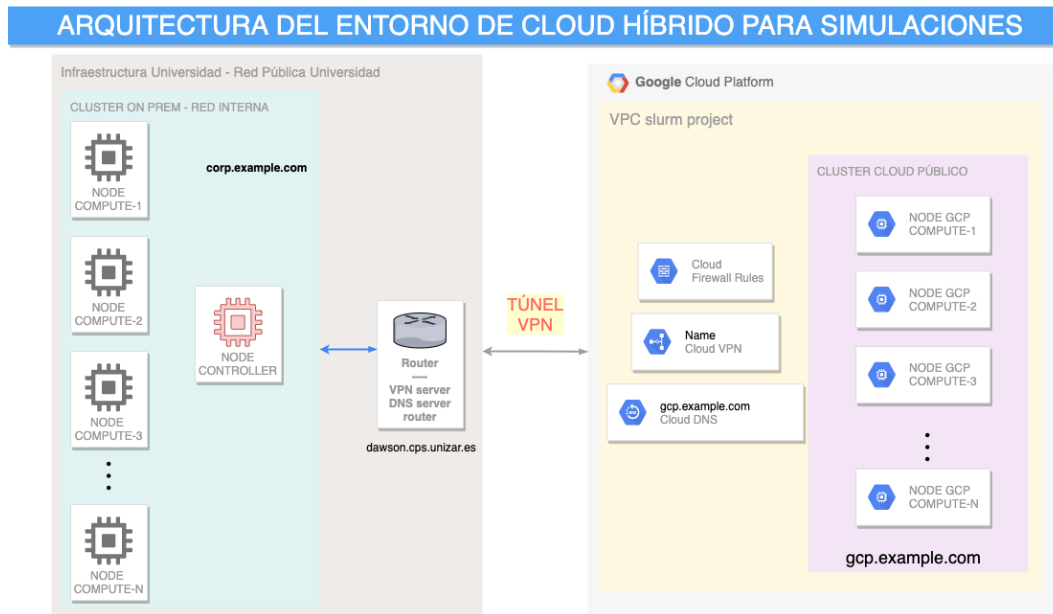 ARQUITECTURA DEL ENTORNO DE CLOUD HÍBRIDO PARA SIMULACIONES
Infraestructura Universidad - Red Pública Universidad
CLUSTER ON PREM - RED INTERNA
NODE
COMPUTE-1
NODE
COMPUTE-2
NODE
COMPUTE-3
NODE
COMPUTE-N
corp.example.com
NODE
CONTROLLER
Router
----
VPN server
DNS server
router
dawson.cps.unizar.es
TÚNEL
VPN
Google Cloud Platform
VPC slurm project
Cloud
Firewall Rules
Name
Cloud VPN
gcp.example.com
Cloud DNS
CLUSTER CLOUD PÚBLICO
NODE GCP
COMPUTE-1
NODE GCP
COMPUTE-2
NODE GCP
COMPUTE-3
NODE GCP
COMPUTE-N
gcp.example.com